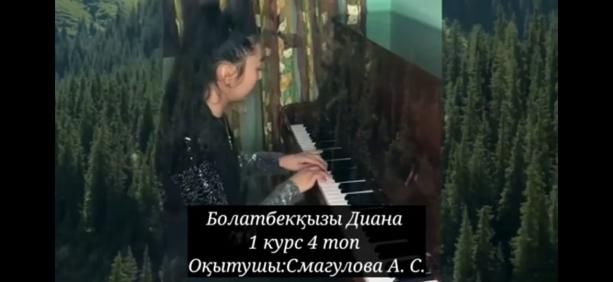 Болатбекқызы Диана
1 курс 4 топ
Оқытушы:Смагулова А. С.